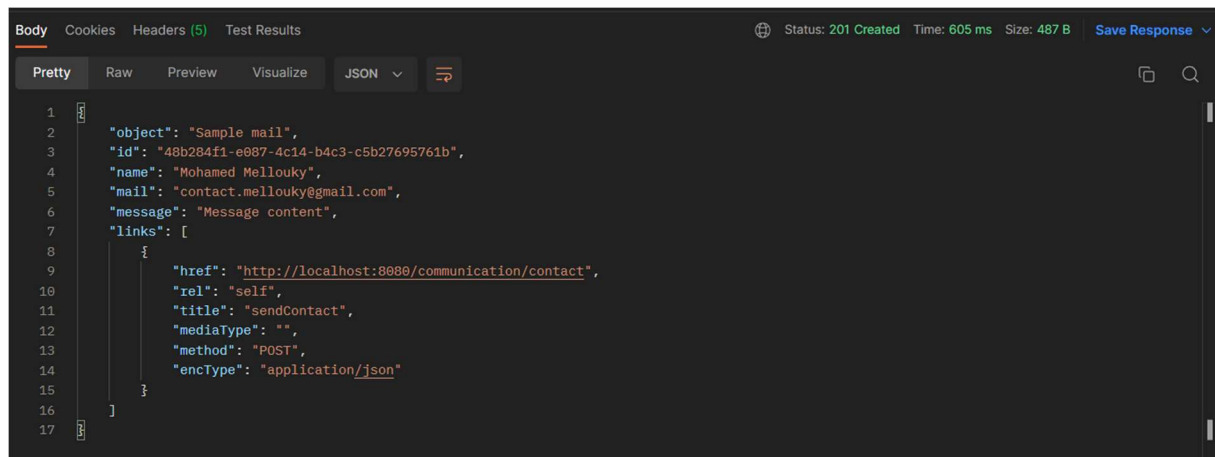 Body Cookies Headers (5) Test Results Status: 201 Created Time: 605 ms Size: 487 B Save Response
Pretty Raw Preview Visualize JSON
1 {
2 "object": "Sample mail",
3 "id": "48b284f1-e087-4c14-b4c3-c5b27695761b",
4 "name": "Mohamed Mellouky",
5 "mail": "contact.mellouky@gmail.com",
6 "message": "Message content",
7 "links": [
8 {
9 "href": "http://localhost:8080/communication/contact",
10 "rel": "self",
11 "title": "sendContact",
12 "mediaType": "",
13 "method": "POST",
14 "encType": "application/json"
15 }
16 ]
17 }